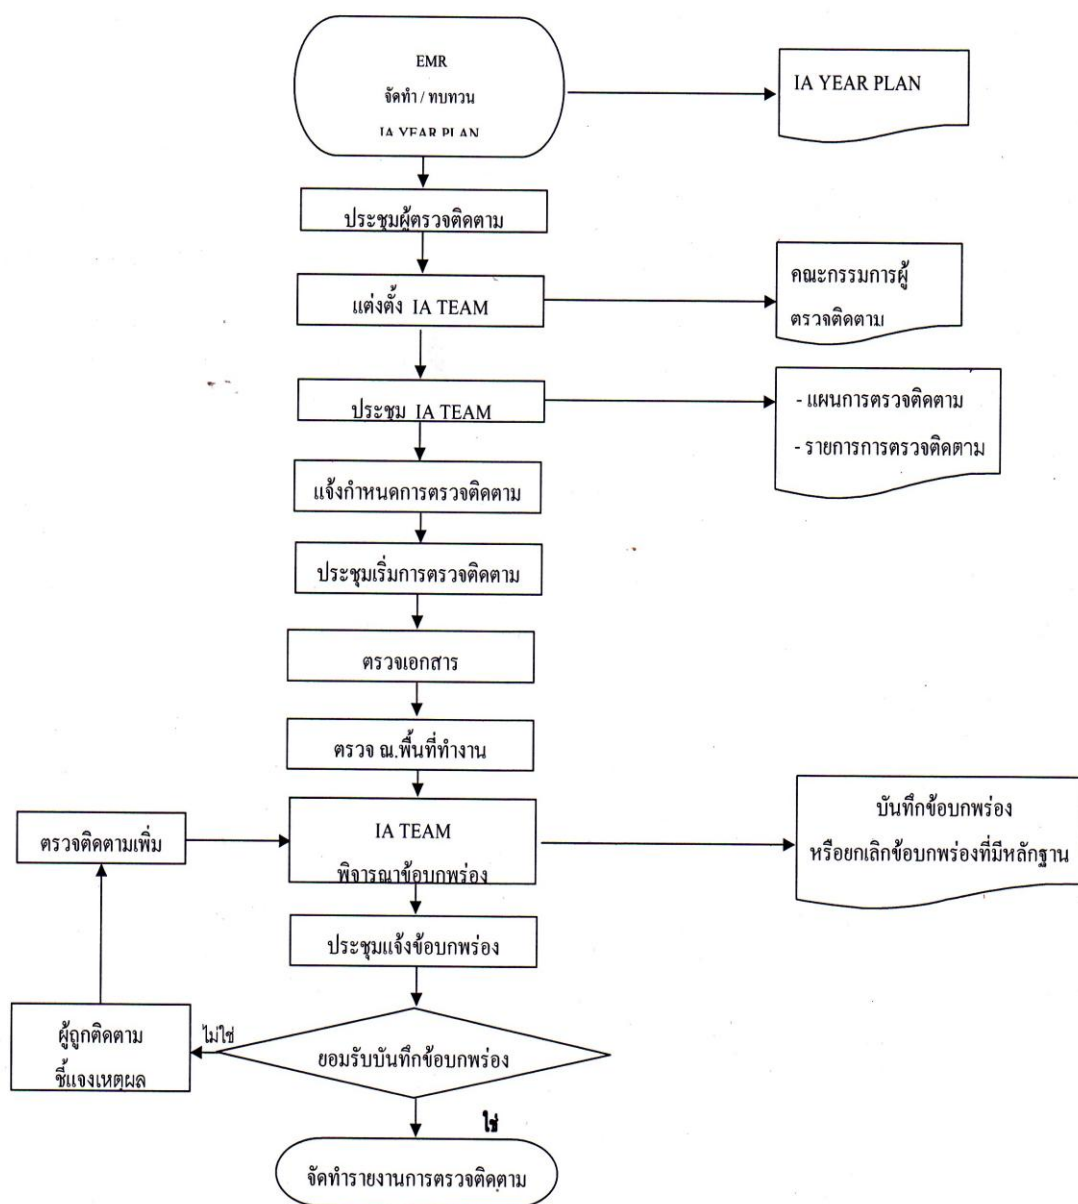 EMR
จัดทำ / ทบทวน
IA YEAR PLAN
IA YEAR PLAN
ประชุมผู้ตรวจติดตาม
แต่งตั้ง IA TEAM
คณะกรรมการผู้
ตรวจติดตาม
ประชุม IA TEAM
- แผนการตรวจติดตาม
- รายการการตรวจติดตาม
แจ้งกำหนดการตรวจติดตาม
ประชุมเริ่มการตรวจติดตาม
ตรวจเอกสาร
ตรวจ ณ.พื้นที่ทำงาน
ตรวจติดตามเพิ่ม
IA TEAM
พิจารณาข้อบกพร่อง
บันทึกข้อบกพร่อง
หรือยกเลิกข้อบกพร่องที่มีหลักฐาน
ประชุมแจ้งข้อบกพร่อง
ผู้ถูกติดตาม
ชี้แจงเหตุผล
ไม่ใช่
ยอมรับบันทึกข้อบกพร่อง
ใช่
จัดทำรายงานการตรวจติดตาม